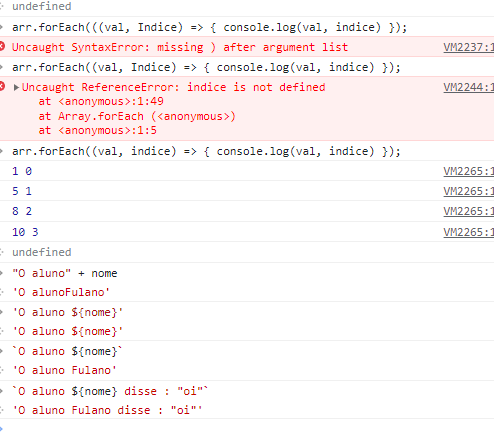 undefined
arr.forEach(((val, Indice) => { console.log(val, indice) });
Uncaught SyntaxError: missing ) after argument list VM2237:1
arr.forEach((val, Indice) => { console.log(val, indice) });
Uncaught ReferenceError: indice is not defined VM2244:1
at <anonymous>:1:49
at Array.forEach (<anonymous>)
at <anonymous>:1:5
arr.forEach((val, indice) => { console.log(val, indice) });
1 0 VM2265:1
5 1 VM2265:1
8 2 VM2265:1
10 3 VM2265:1
undefined
"O aluno" + nome
'O alunoFulano'
'O aluno ${nome}'
'O aluno ${nome}'
`O aluno ${nome}`
'O aluno Fulano'
`O aluno ${nome} disse : "oi"`
'O aluno Fulano disse : "oi"'